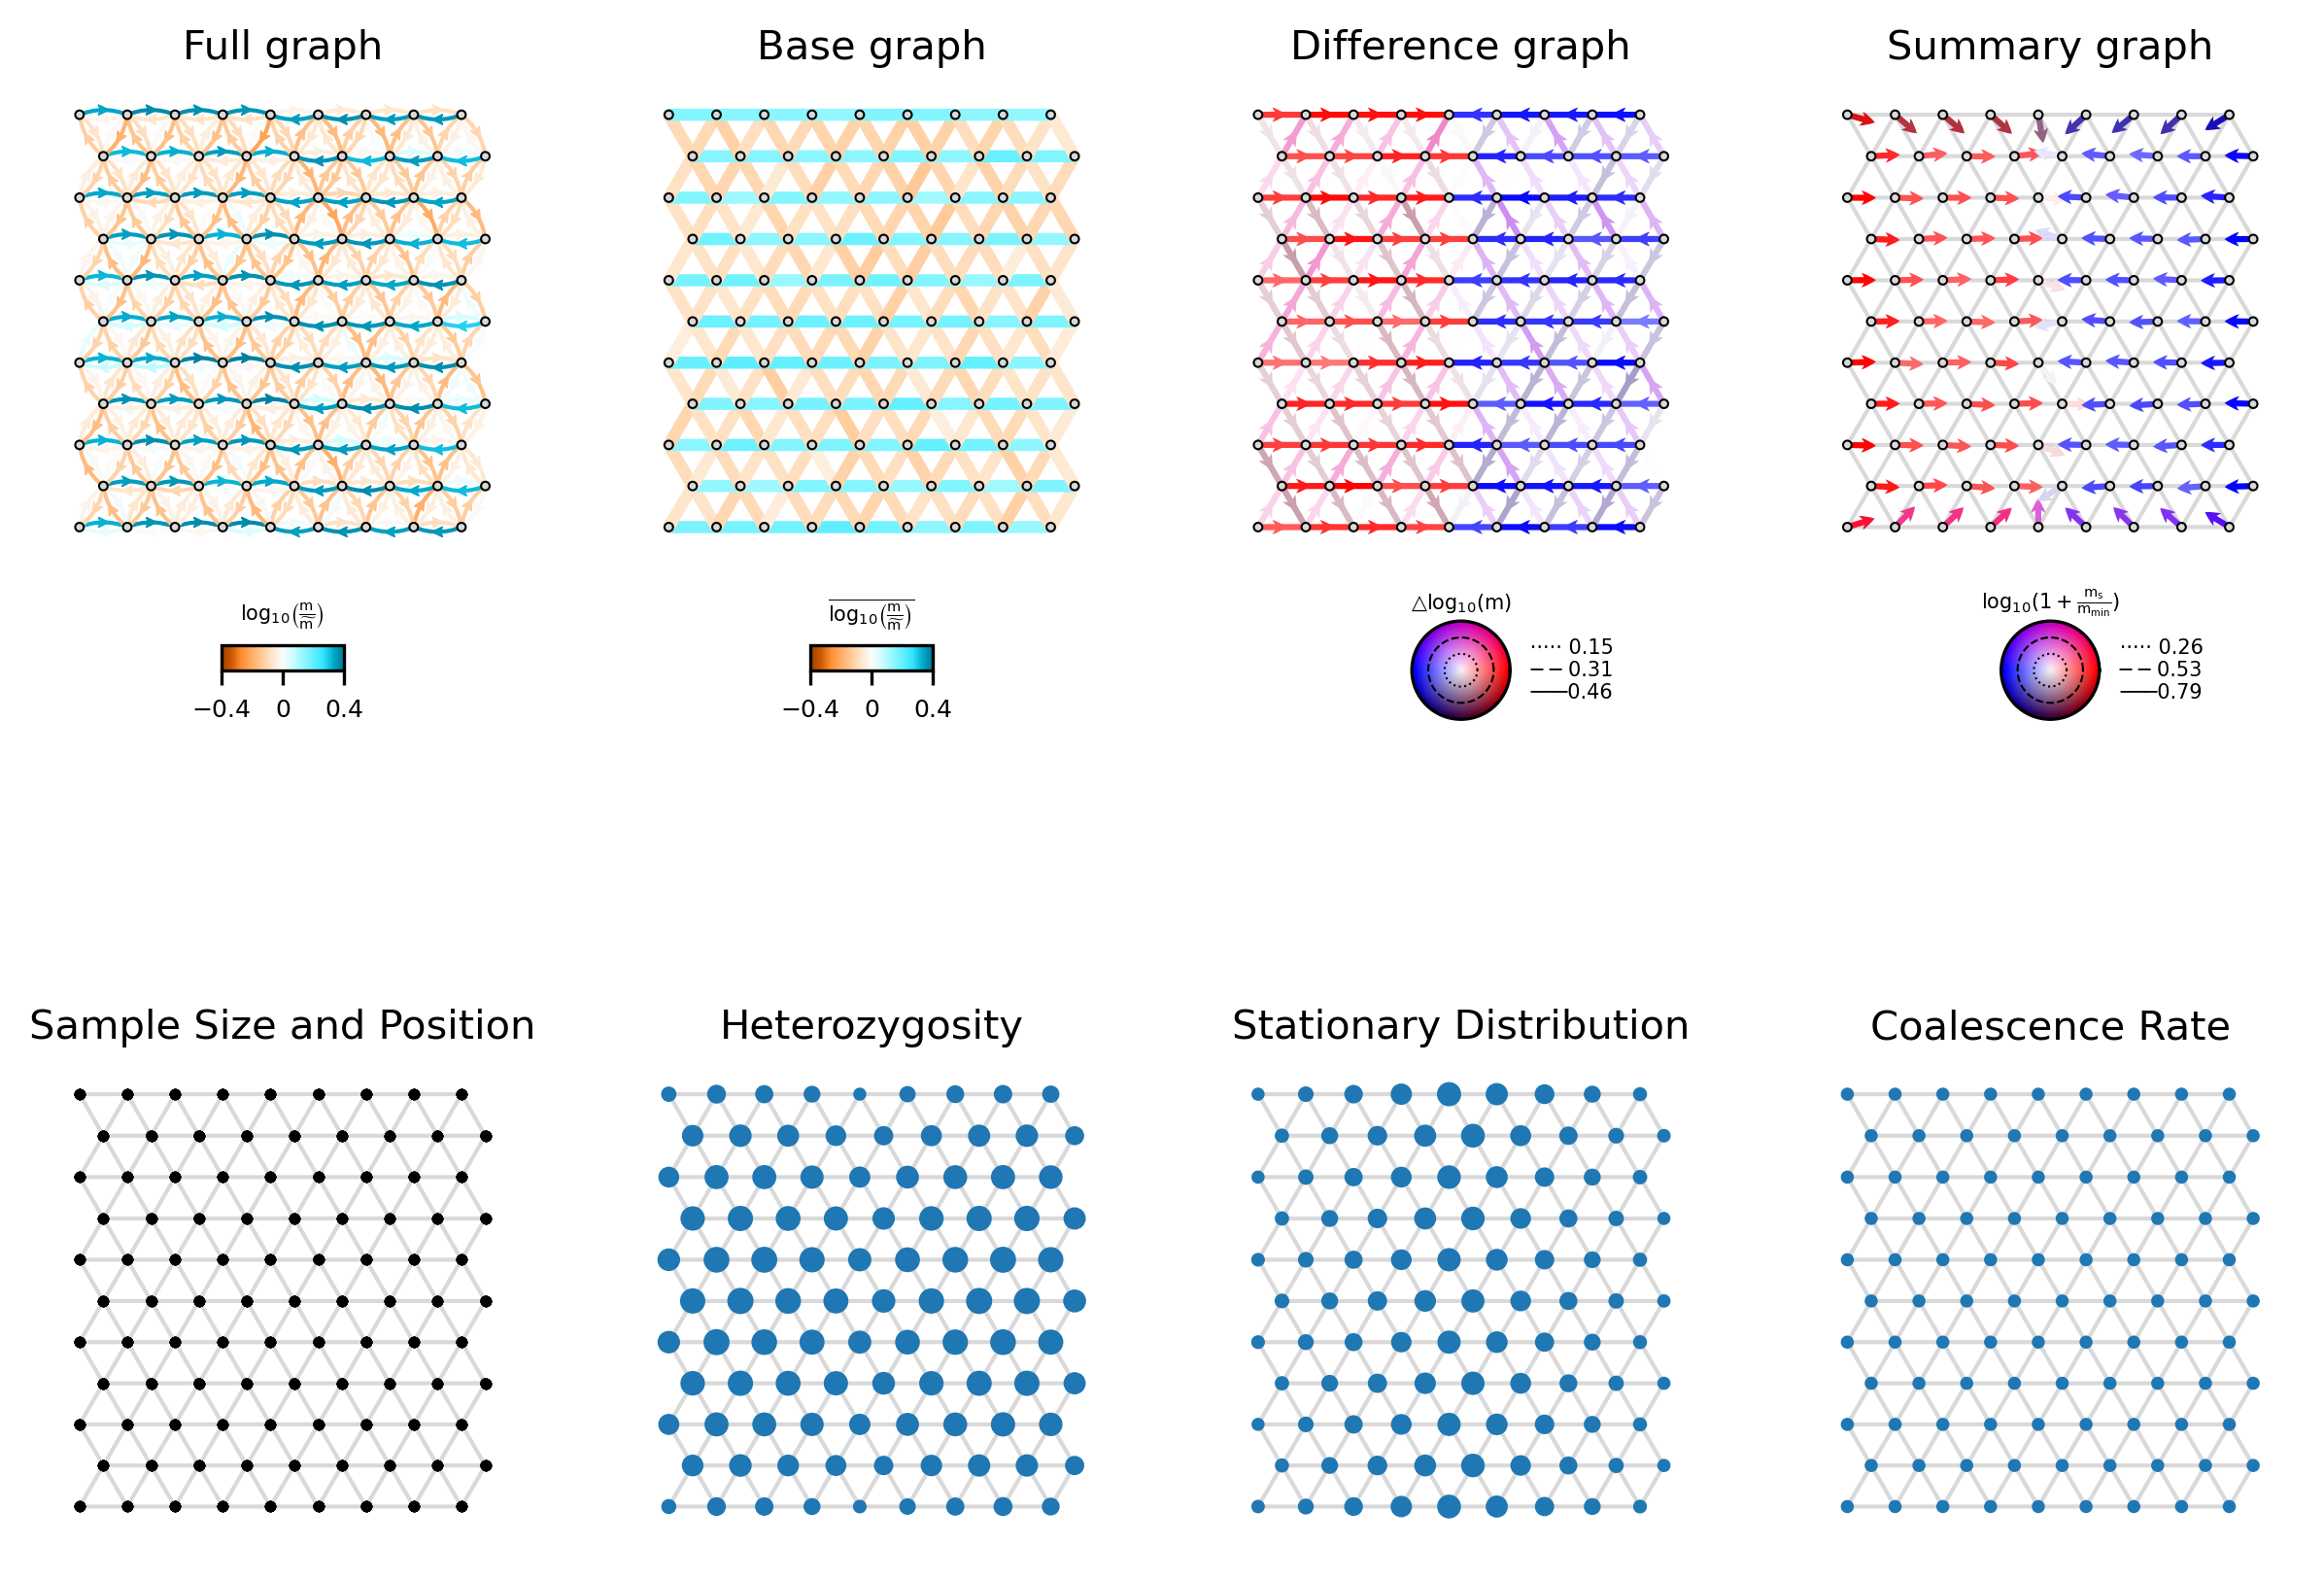 Full graph
Base graph
Difference graph
Summary graph
log₁₀(m/m̃)
−0.4 0 0.4
log₁₀(m/m̃)
−0.4 0 0.4
△log₁₀(m)
0.15
0.31
0.46
log₁₀(1 + mₛ/m_min)
0.26
0.53
0.79
Sample Size and Position
Heterozygosity
Stationary Distribution
Coalescence Rate